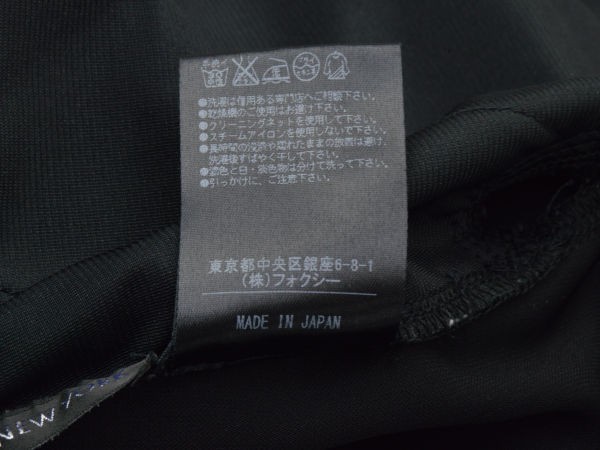 ●洗濯は信用ある専門店へご相談下さい。
●乾燥機のご使用はお避け下さい。
●クリーニングネットを使用して下さい。
●スチームアイロンを使用しないで下さい。
●長時間の浸漬や濡れたままの放置は避け、
洗濯後すばやく干して下さい。
●濃色と白・淡色物は分けて洗って下さい。
●引っかけに、ご注意下さい。
東京都中央区銀座6-8-1
(株)フォクシー
MADE IN JAPAN
NEW YORK